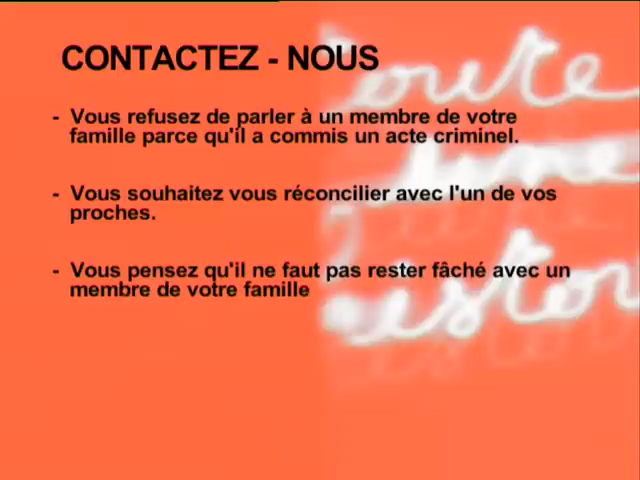 CONTACTEZ - NOUS
- Vous refusez de parler à un membre de votre
famille parce qu'il a commis un acte criminel.
- Vous souhaitez vous réconcilier avec l'un de vos
proches.
- Vous pensez qu'il ne faut pas rester fâché avec un
membre de votre famille
toute
une